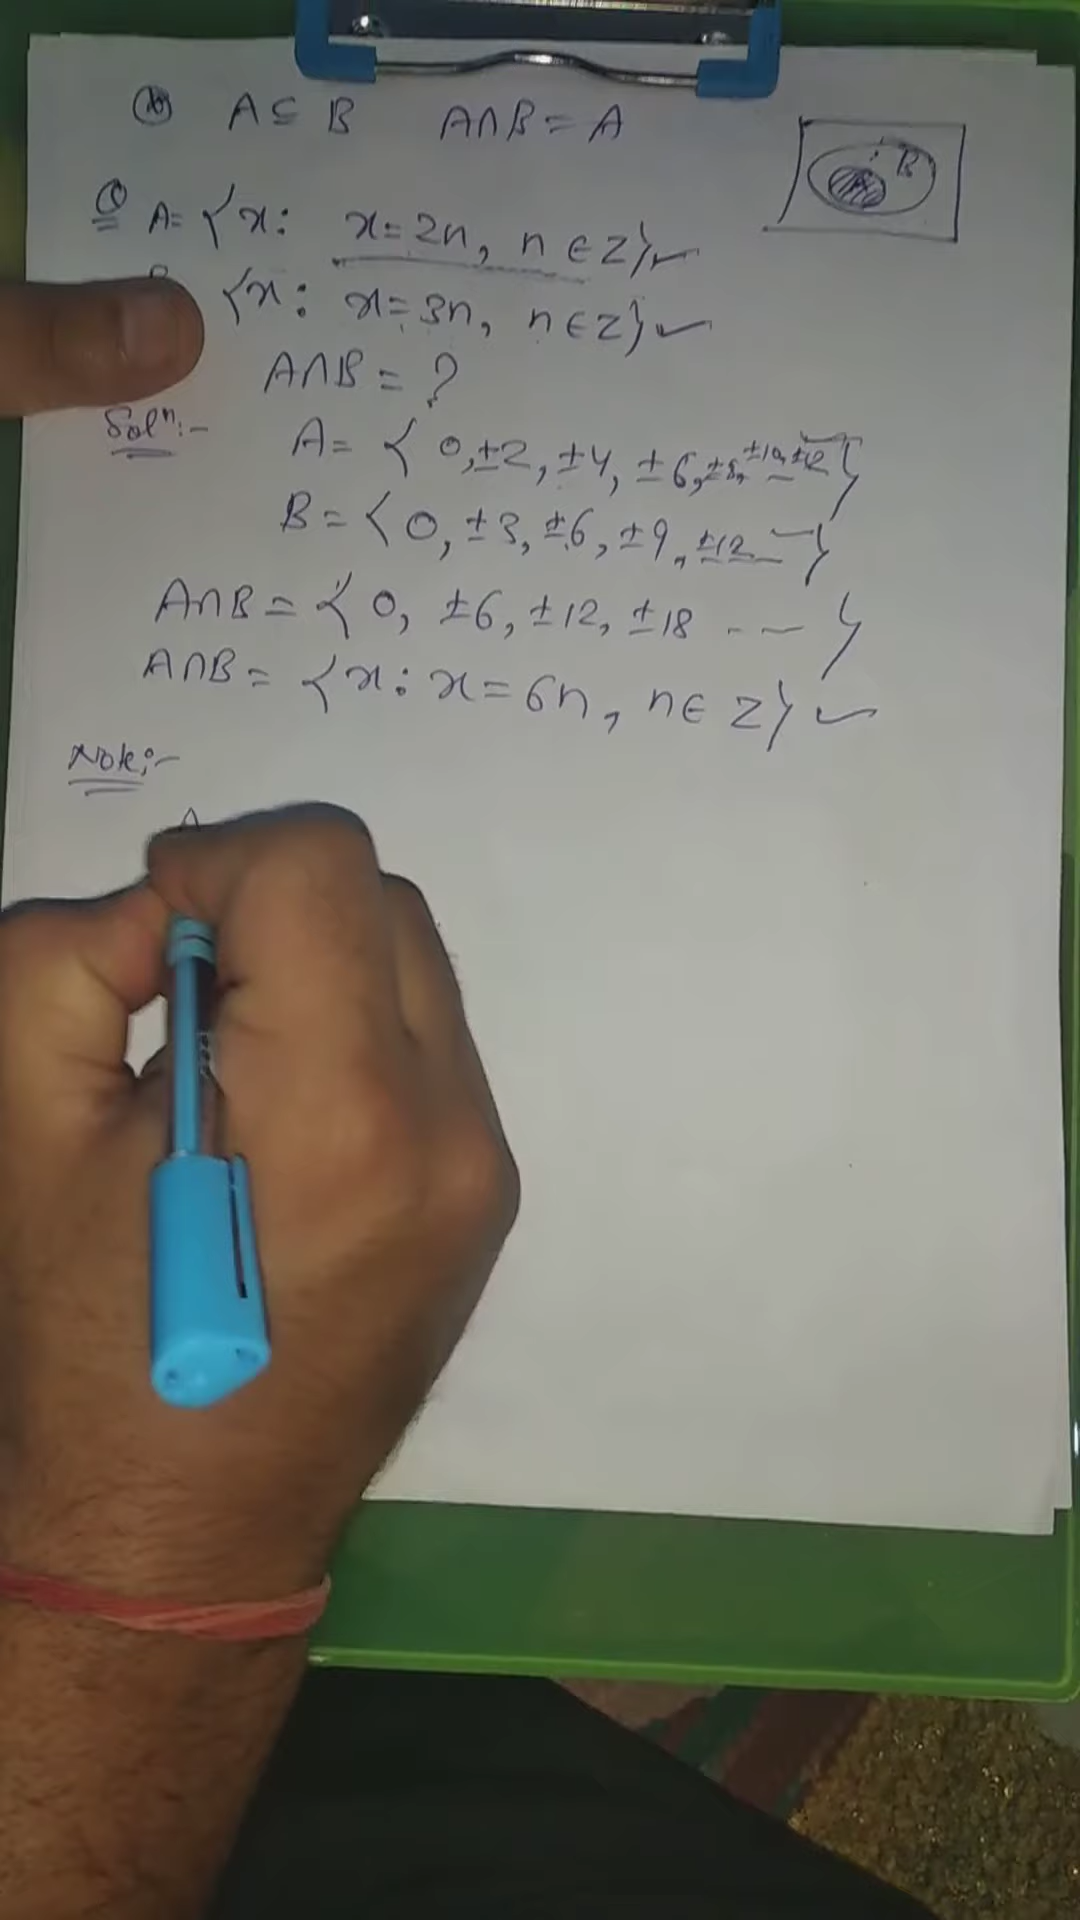 (b) A ⊆ B A∩B = A
B
Q A = {x : x = 2n, n ∈ Z} ✓
{x : x = 3n, n ∈ Z} ✓
A∩B = ?
Solⁿ:-
A = { 0, ±2, ±4, ±6, ±8, ±10, ±12 }
B = { 0, ±3, ±6, ±9, ±12 -- }
A∩B = { 0, ±6, ±12, ±18 --- }
A∩B = {x : x = 6n, n ∈ Z} ✓
Note:-
A